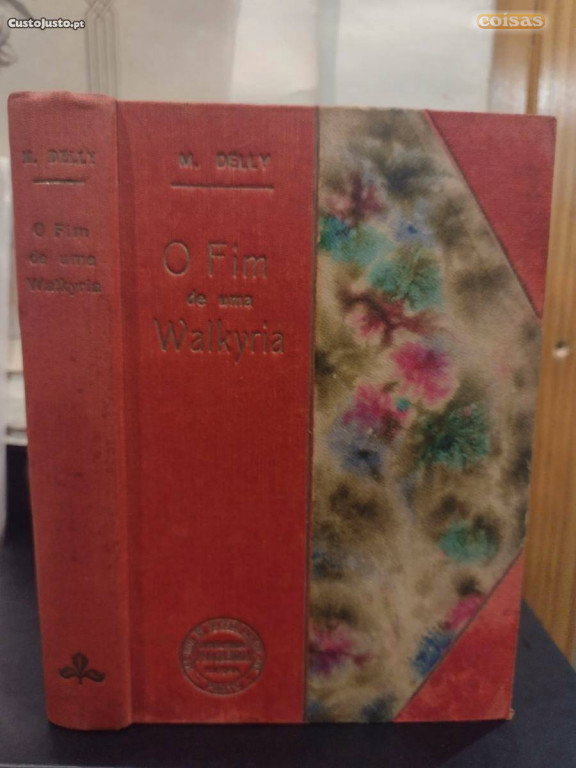 CustoJusto.pt
coisas
M. DELLY
O Fim
de uma
Walkyria
M. DELLY
O Fim
de uma
Walkyria